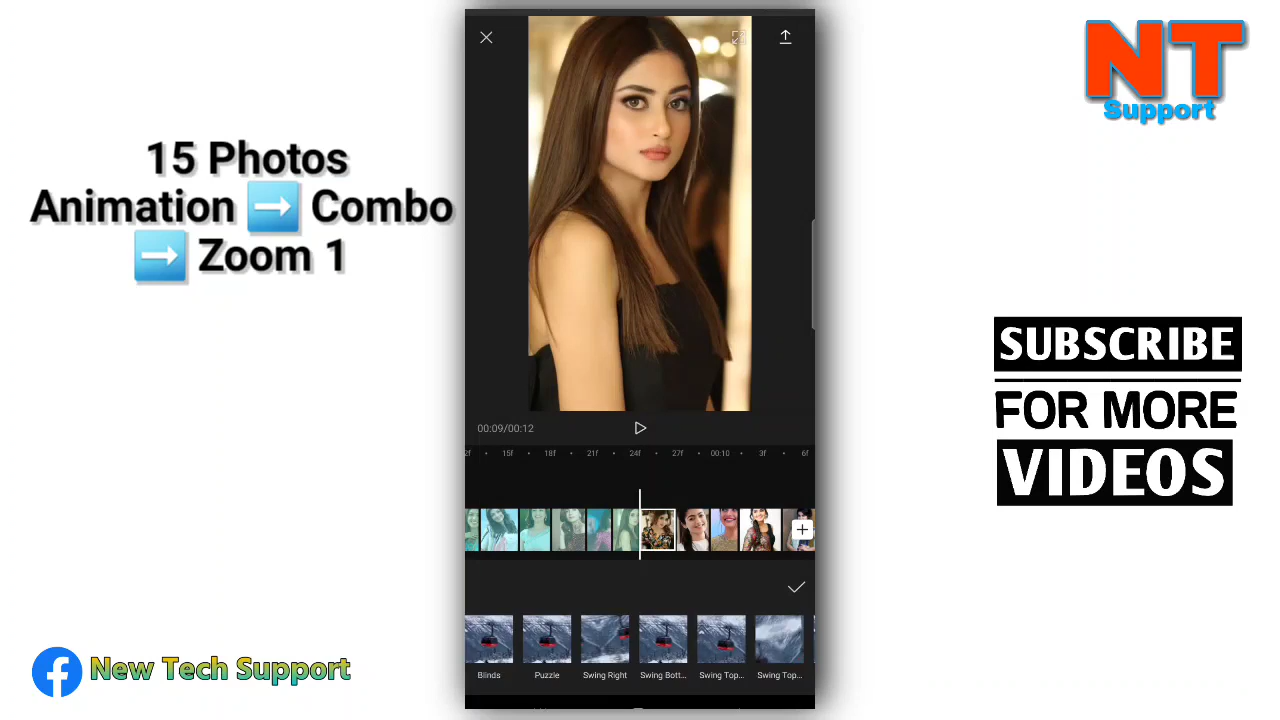 NT
Support
15 Photos
Animation ➡ Combo
➡ Zoom 1
SUBSCRIBE
FOR MORE
VIDEOS
00:09/00:12
2f · 15f · 18f · 21f · 24f · 27f · 00:10 · 3f · 6f
Blinds Puzzle Swing Right Swing Bott... Swing Top... Swing Top...
New Tech Support